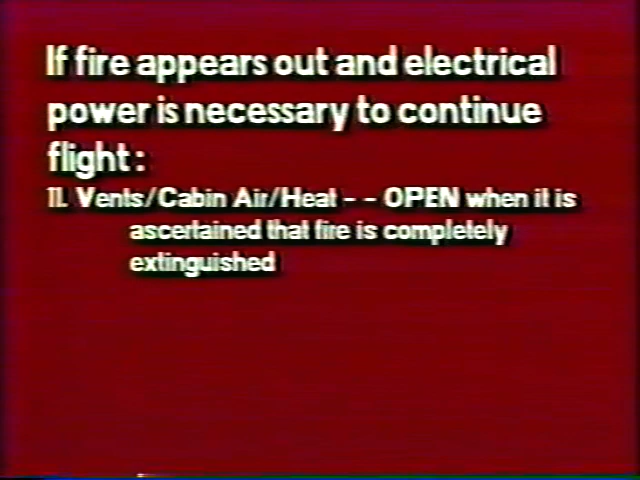 If fire appears out and electrical
power is necessary to continue
flight:
11. Vents/Cabin Air/Heat - - OPEN when it is
ascertained that fire is completely
extinguished